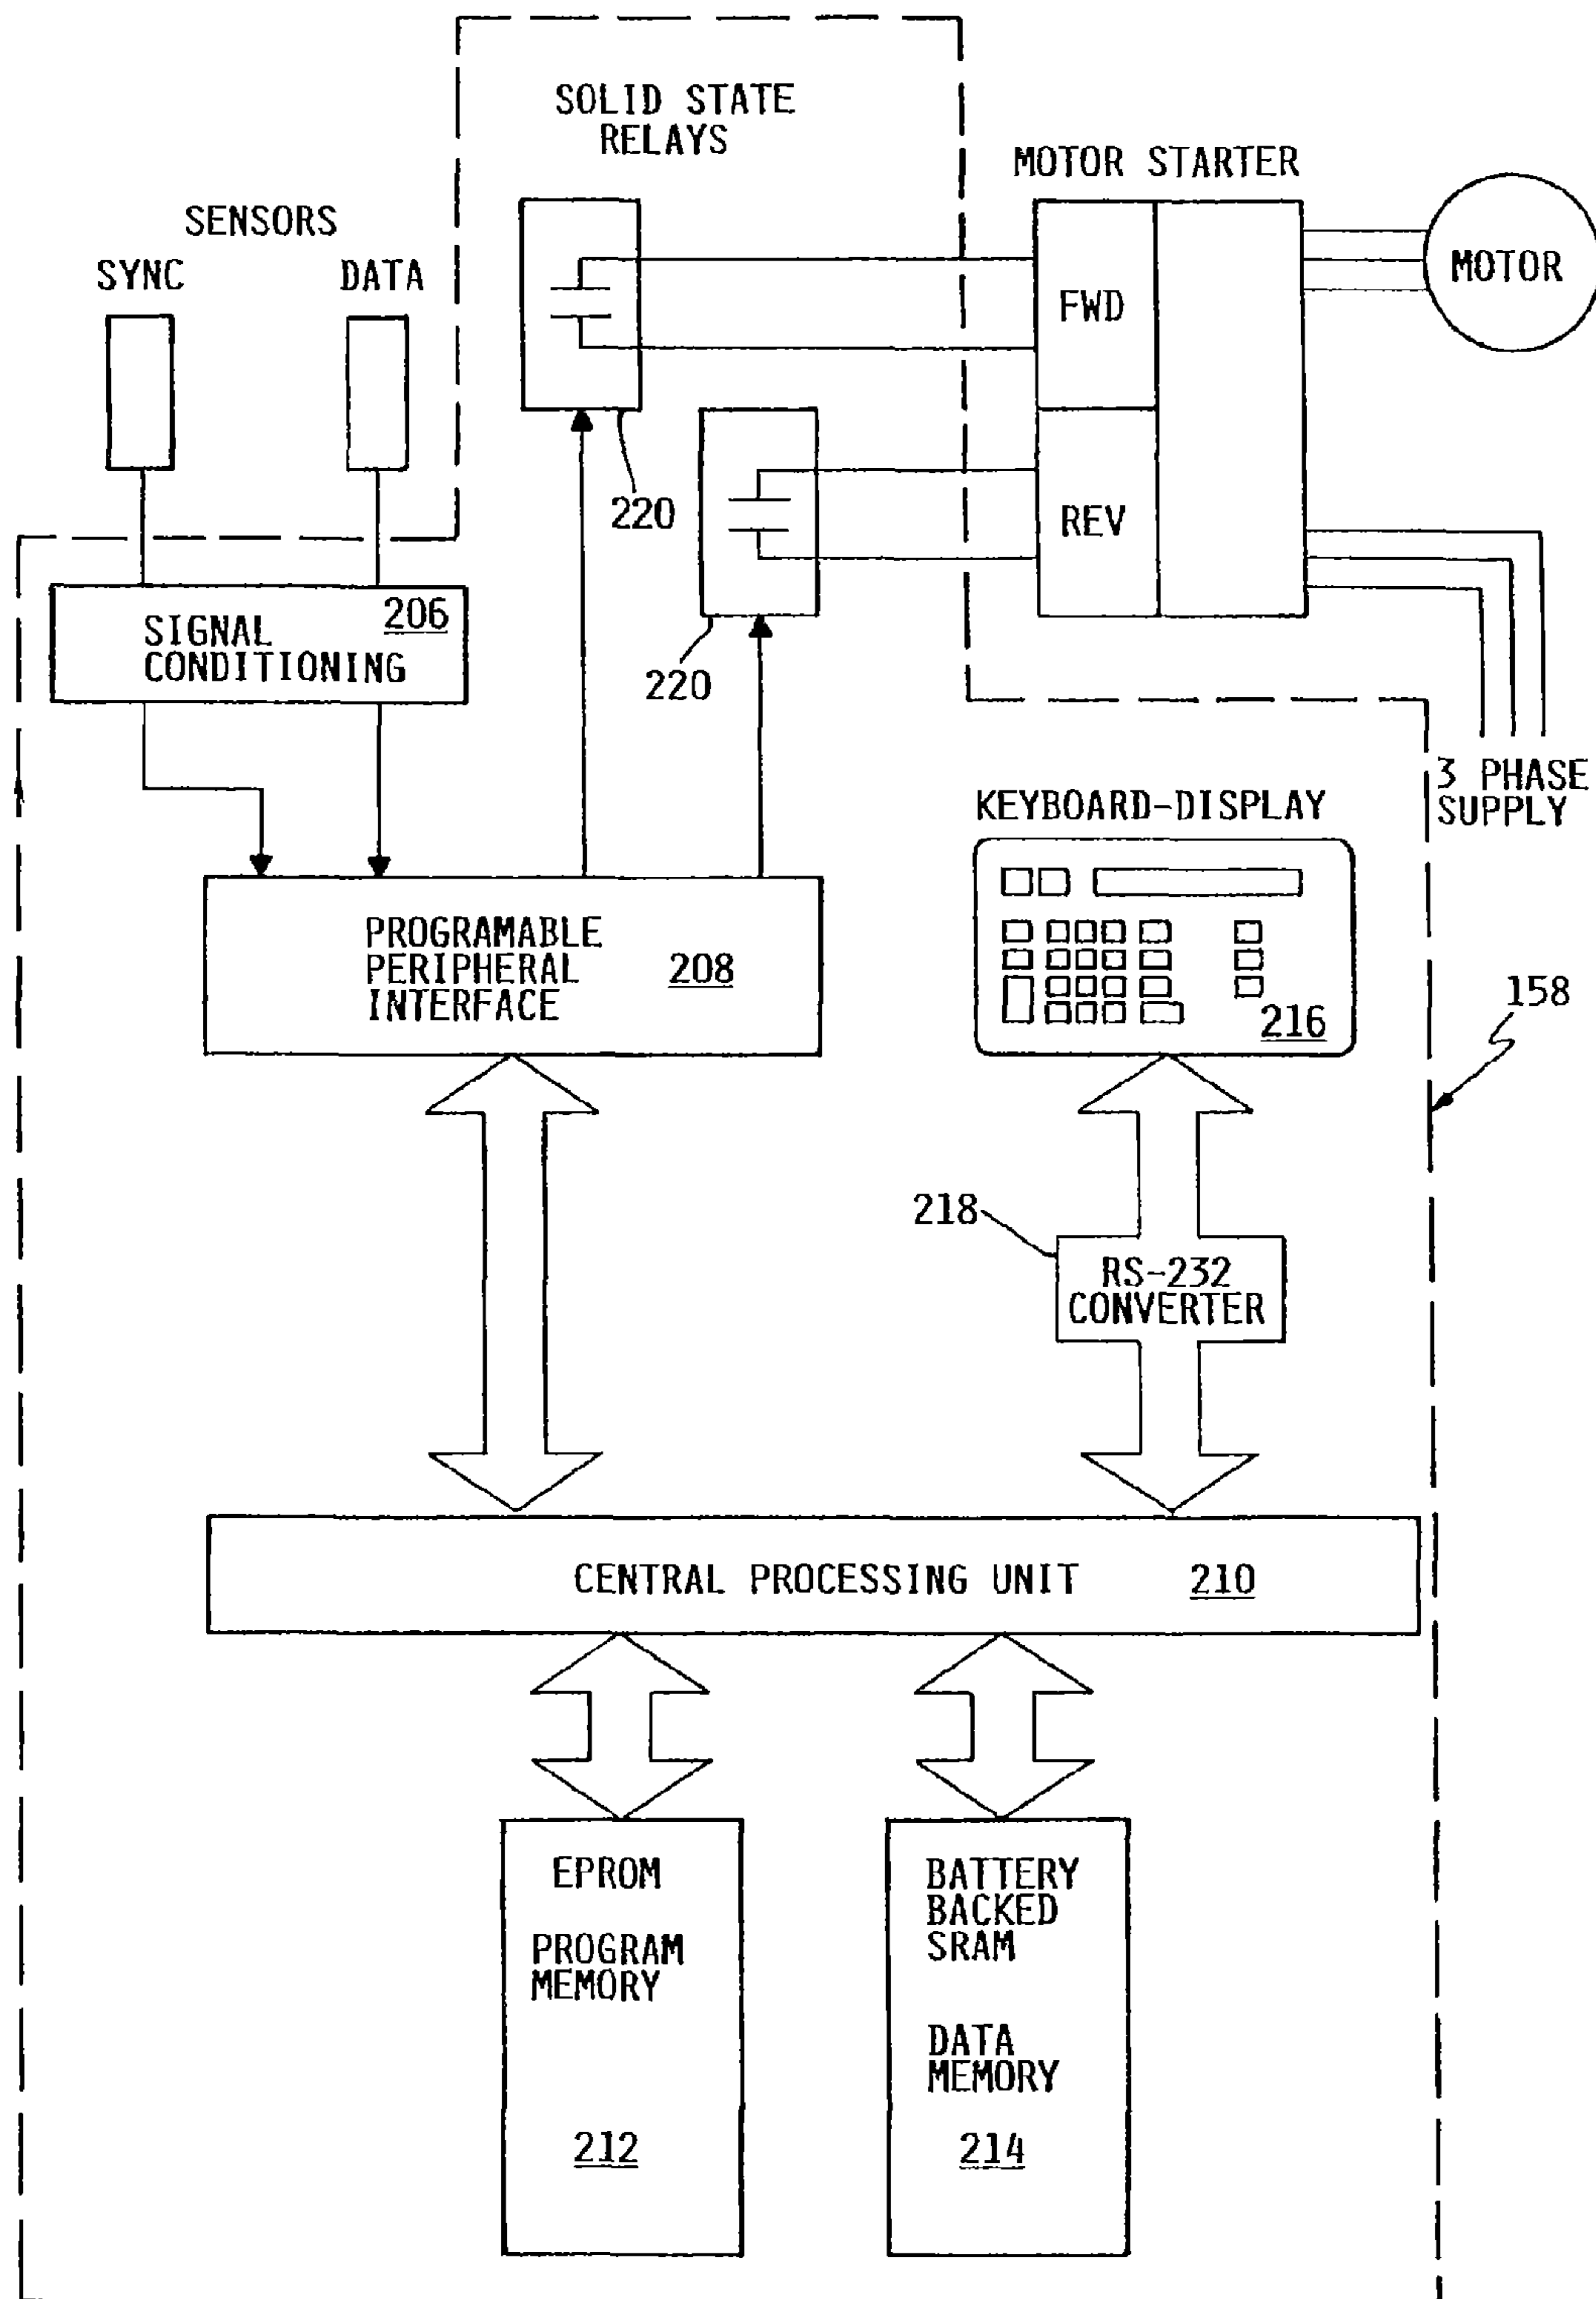 SOLID STATE
RELAYS
MOTOR STARTER
SENSORS
SYNC
DATA
MOTOR
FWD
REV
220
220
206
SIGNAL
CONDITIONING
3 PHASE
SUPPLY
KEYBOARD-DISPLAY
PROGRAMABLE
PERIPHERAL
INTERFACE
208
216
158
218
RS-232
CONVERTER
CENTRAL PROCESSING UNIT 210
EPROM
PROGRAM
MEMORY
212
BATTERY
BACKED
SRAM
DATA
MEMORY
214